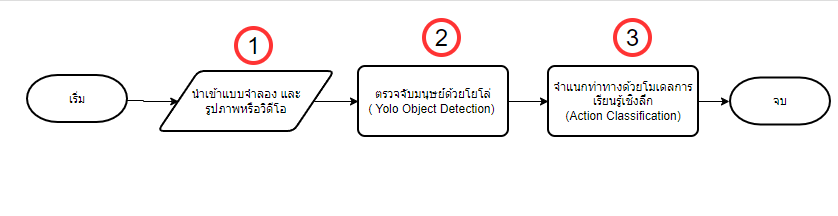 1
2
3
เริ่ม
นำเข้าแบบจำลอง และ
รูปภาพหรือวิดีโอ
ตรวจจับมนุษย์ด้วยโยโล่
( Yolo Object Detection)
จำแนกท่าทางด้วยโมเดลการ
เรียนรู้เชิงลึก
(Action Classification)
จบ